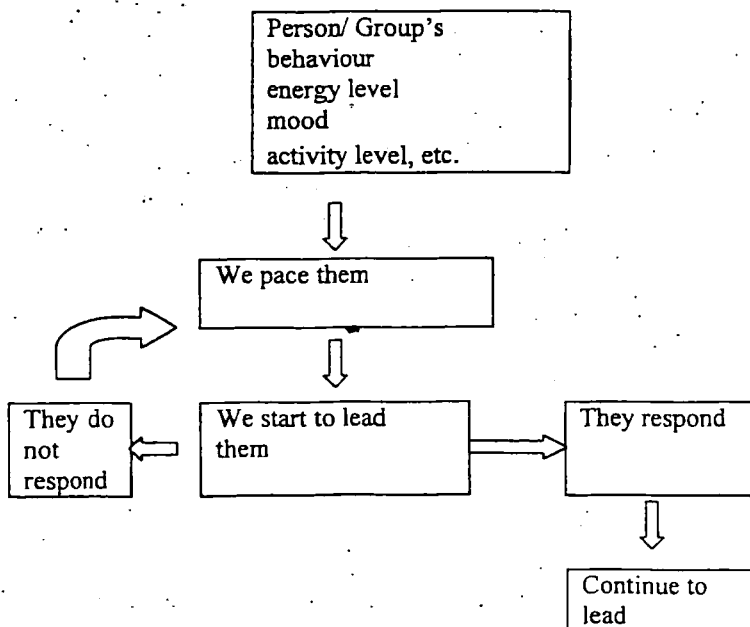 Person/ Group's
behaviour
energy level
mood
activity level, etc.
We pace them
They do
not
respond
We start to lead
them
They respond
Continue to
lead